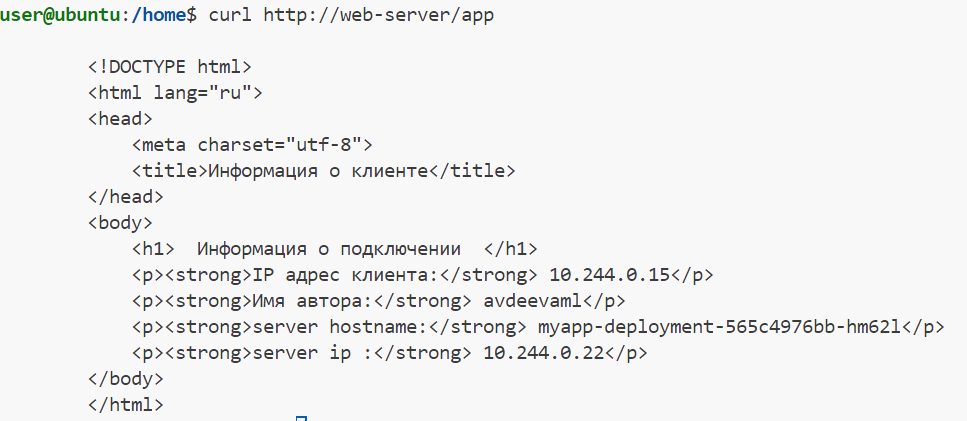 user@ubuntu:/home$ curl http://web-server/app
<!DOCTYPE html>
<html lang="ru">
<head>
<meta charset="utf-8">
<title>Информация о клиенте</title>
</head>
<body>
<h1>  Информация о подключении  </h1>
<p><strong>IP адрес клиента:</strong> 10.244.0.15</p>
<p><strong>Имя автора:</strong> avdeevaml</p>
<p><strong>server hostname:</strong> myapp-deployment-565c4976bb-hm62l</p>
<p><strong>server ip :</strong> 10.244.0.22</p>
</body>
</html>